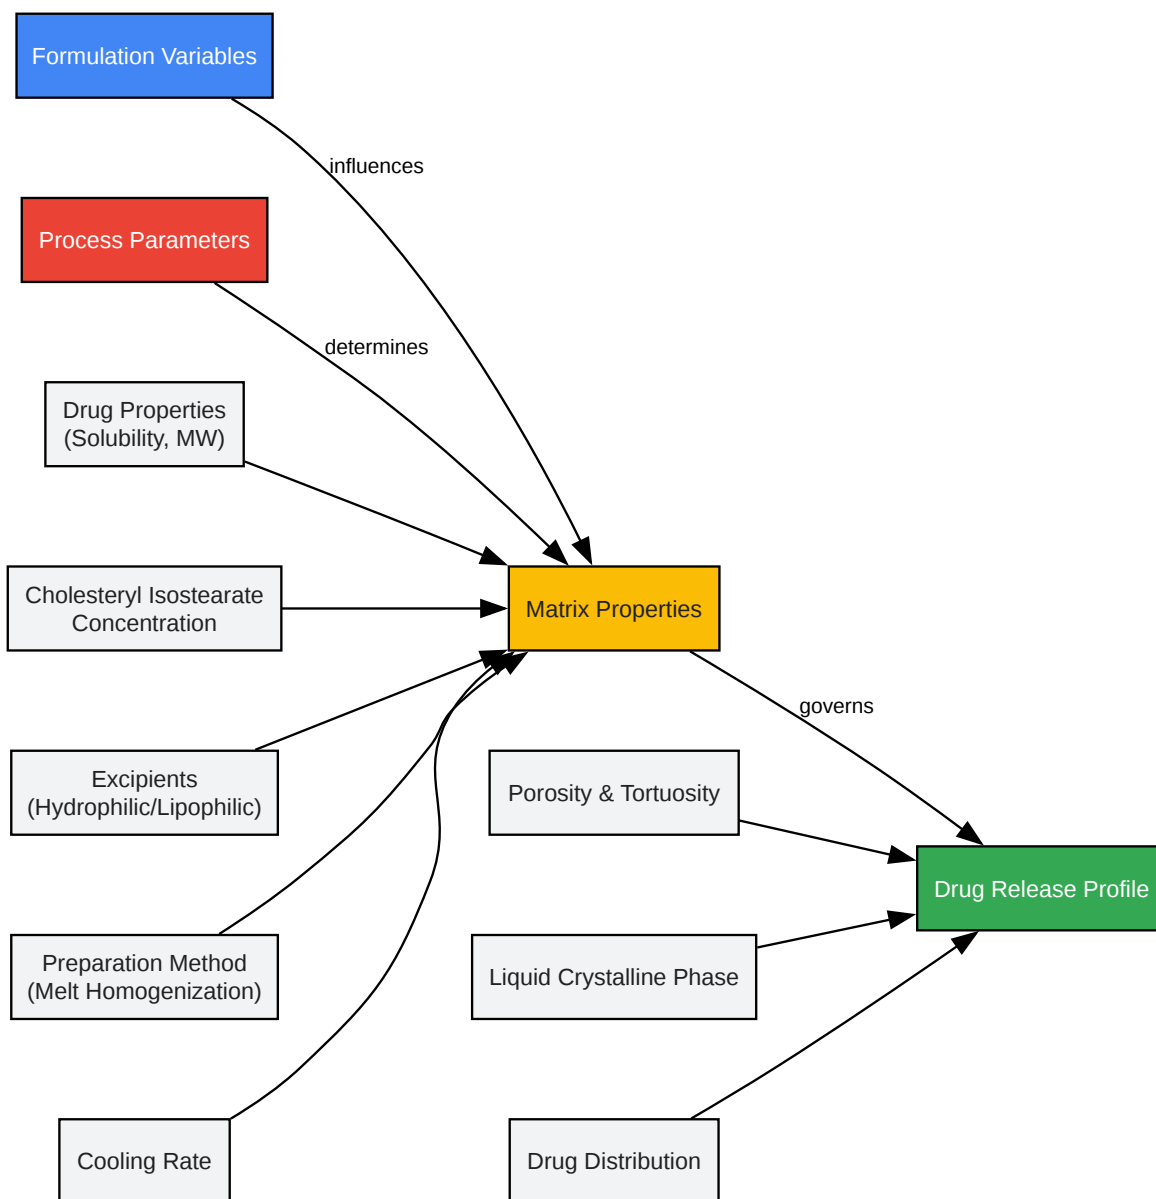 Formulation Variables
influences
Process Parameters
determines
Drug Properties
(Solubility, MW)
Cholesteryl Isostearate
Concentration
Matrix Properties
governs
Excipients
(Hydrophilic/Lipophilic)
Porosity & Tortuosity
Drug Release Profile
Preparation Method
(Melt Homogenization)
Liquid Crystalline Phase
Cooling Rate
Drug Distribution